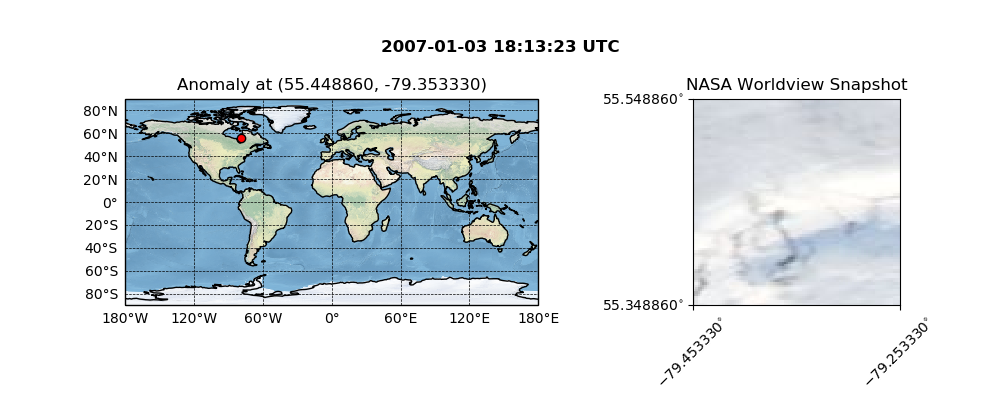 2007-01-03 18:13:23 UTC
Anomaly at (55.448860, -79.353330)
80°N
60°N
40°N
20°N
0°
20°S
40°S
60°S
80°S
180°W 120°W 60°W 0° 60°E 120°E 180°E
NASA Worldview Snapshot
55.548860°
55.348860°
−79.453330°
−79.253330°